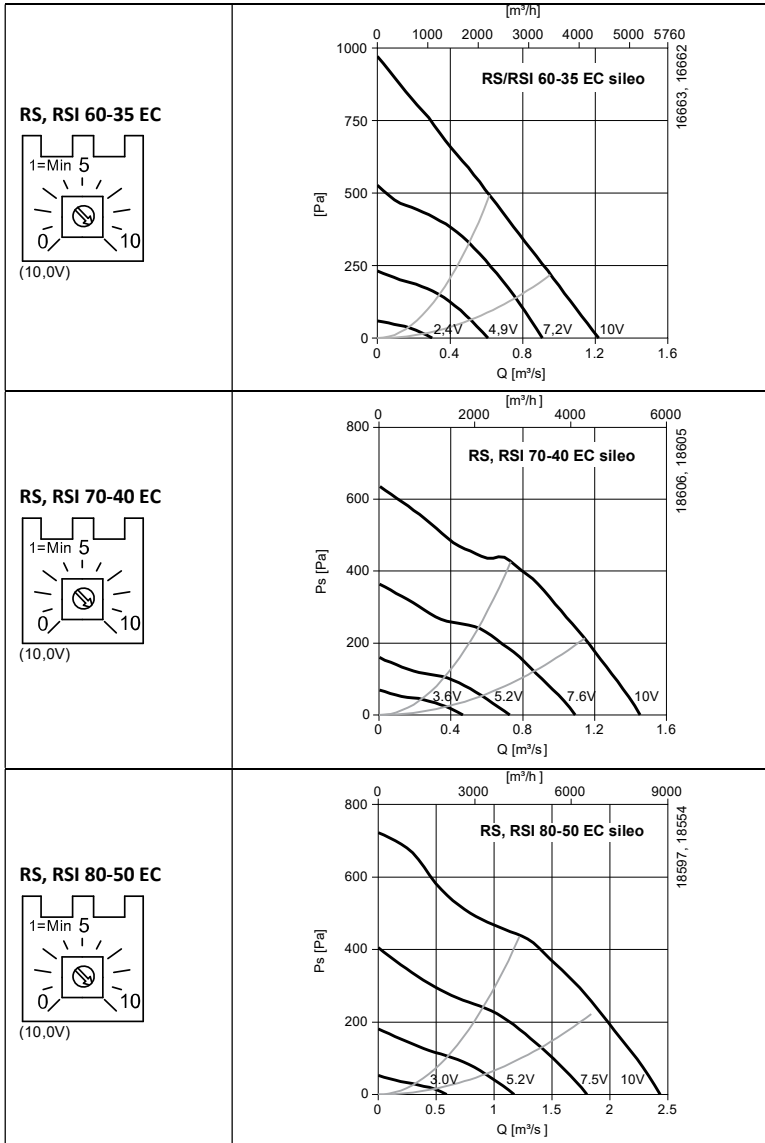 RS, RSI 60-35 EC
1=Min 5
0 10
(10,0V)
[m³/h]
0 1000 2000 3000 4000 5000 5760
RS/RSI 60-35 EC sileo
16663, 16662
1000
750
500
250
0
[Pa]
2,4V 4,9V 7,2V 10V
0 0.4 0.8 1.2 1.6
Q [m³/s]
RS, RSI 70-40 EC
1=Min 5
0 10
(10,0V)
[m³/h]
0 2000 4000 6000
RS, RSI 70-40 EC sileo
18606, 18605
800
600
400
200
0
Ps [Pa]
3.6V 5.2V 7.6V 10V
0 0.4 0.8 1.2 1.6
Q [m³/s]
RS, RSI 80-50 EC
1=Min 5
0 10
(10,0V)
[m³/h]
0 3000 6000 9000
RS, RSI 80-50 EC sileo
18597, 18554
800
600
400
200
0
Ps [Pa]
3.0V 5.2V 7.5V 10V
0 0.5 1 1.5 2 2.5
Q [m³/s]